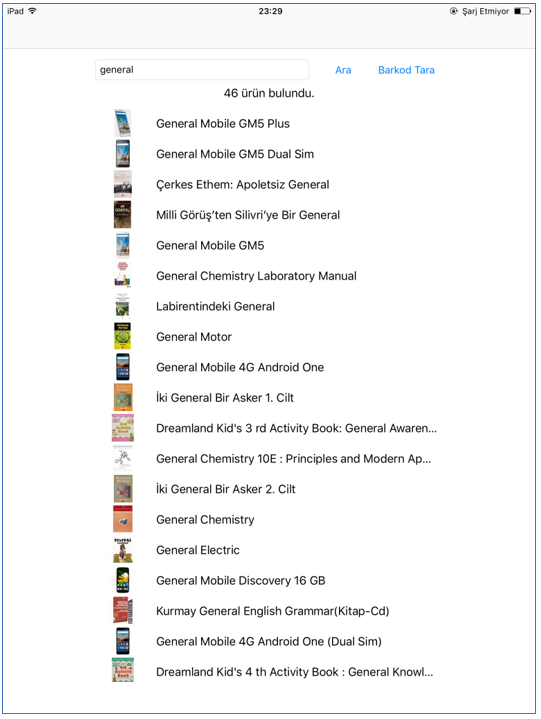 iPad 23:29 Şarj Etmiyor
general Ara Barkod Tara
46 ürün bulundu.
General Mobile GM5 Plus
General Mobile GM5 Dual Sim
Çerkes Ethem: Apoletsiz General
Milli Görüş’ten Silivri’ye Bir General
General Mobile GM5
General Chemistry Laboratory Manual
Labirentindeki General
General Motor
General Mobile 4G Android One
İki General Bir Asker 1. Cilt
Dreamland Kid's 3 rd Activity Book: General Awaren...
General Chemistry 10E : Principles and Modern Ap...
İki General Bir Asker 2. Cilt
General Chemistry
General Electric
General Mobile Discovery 16 GB
Kurmay General English Grammar(Kitap-Cd)
General Mobile 4G Android One (Dual Sim)
Dreamland Kid's 4 th Activity Book : General Knowl...